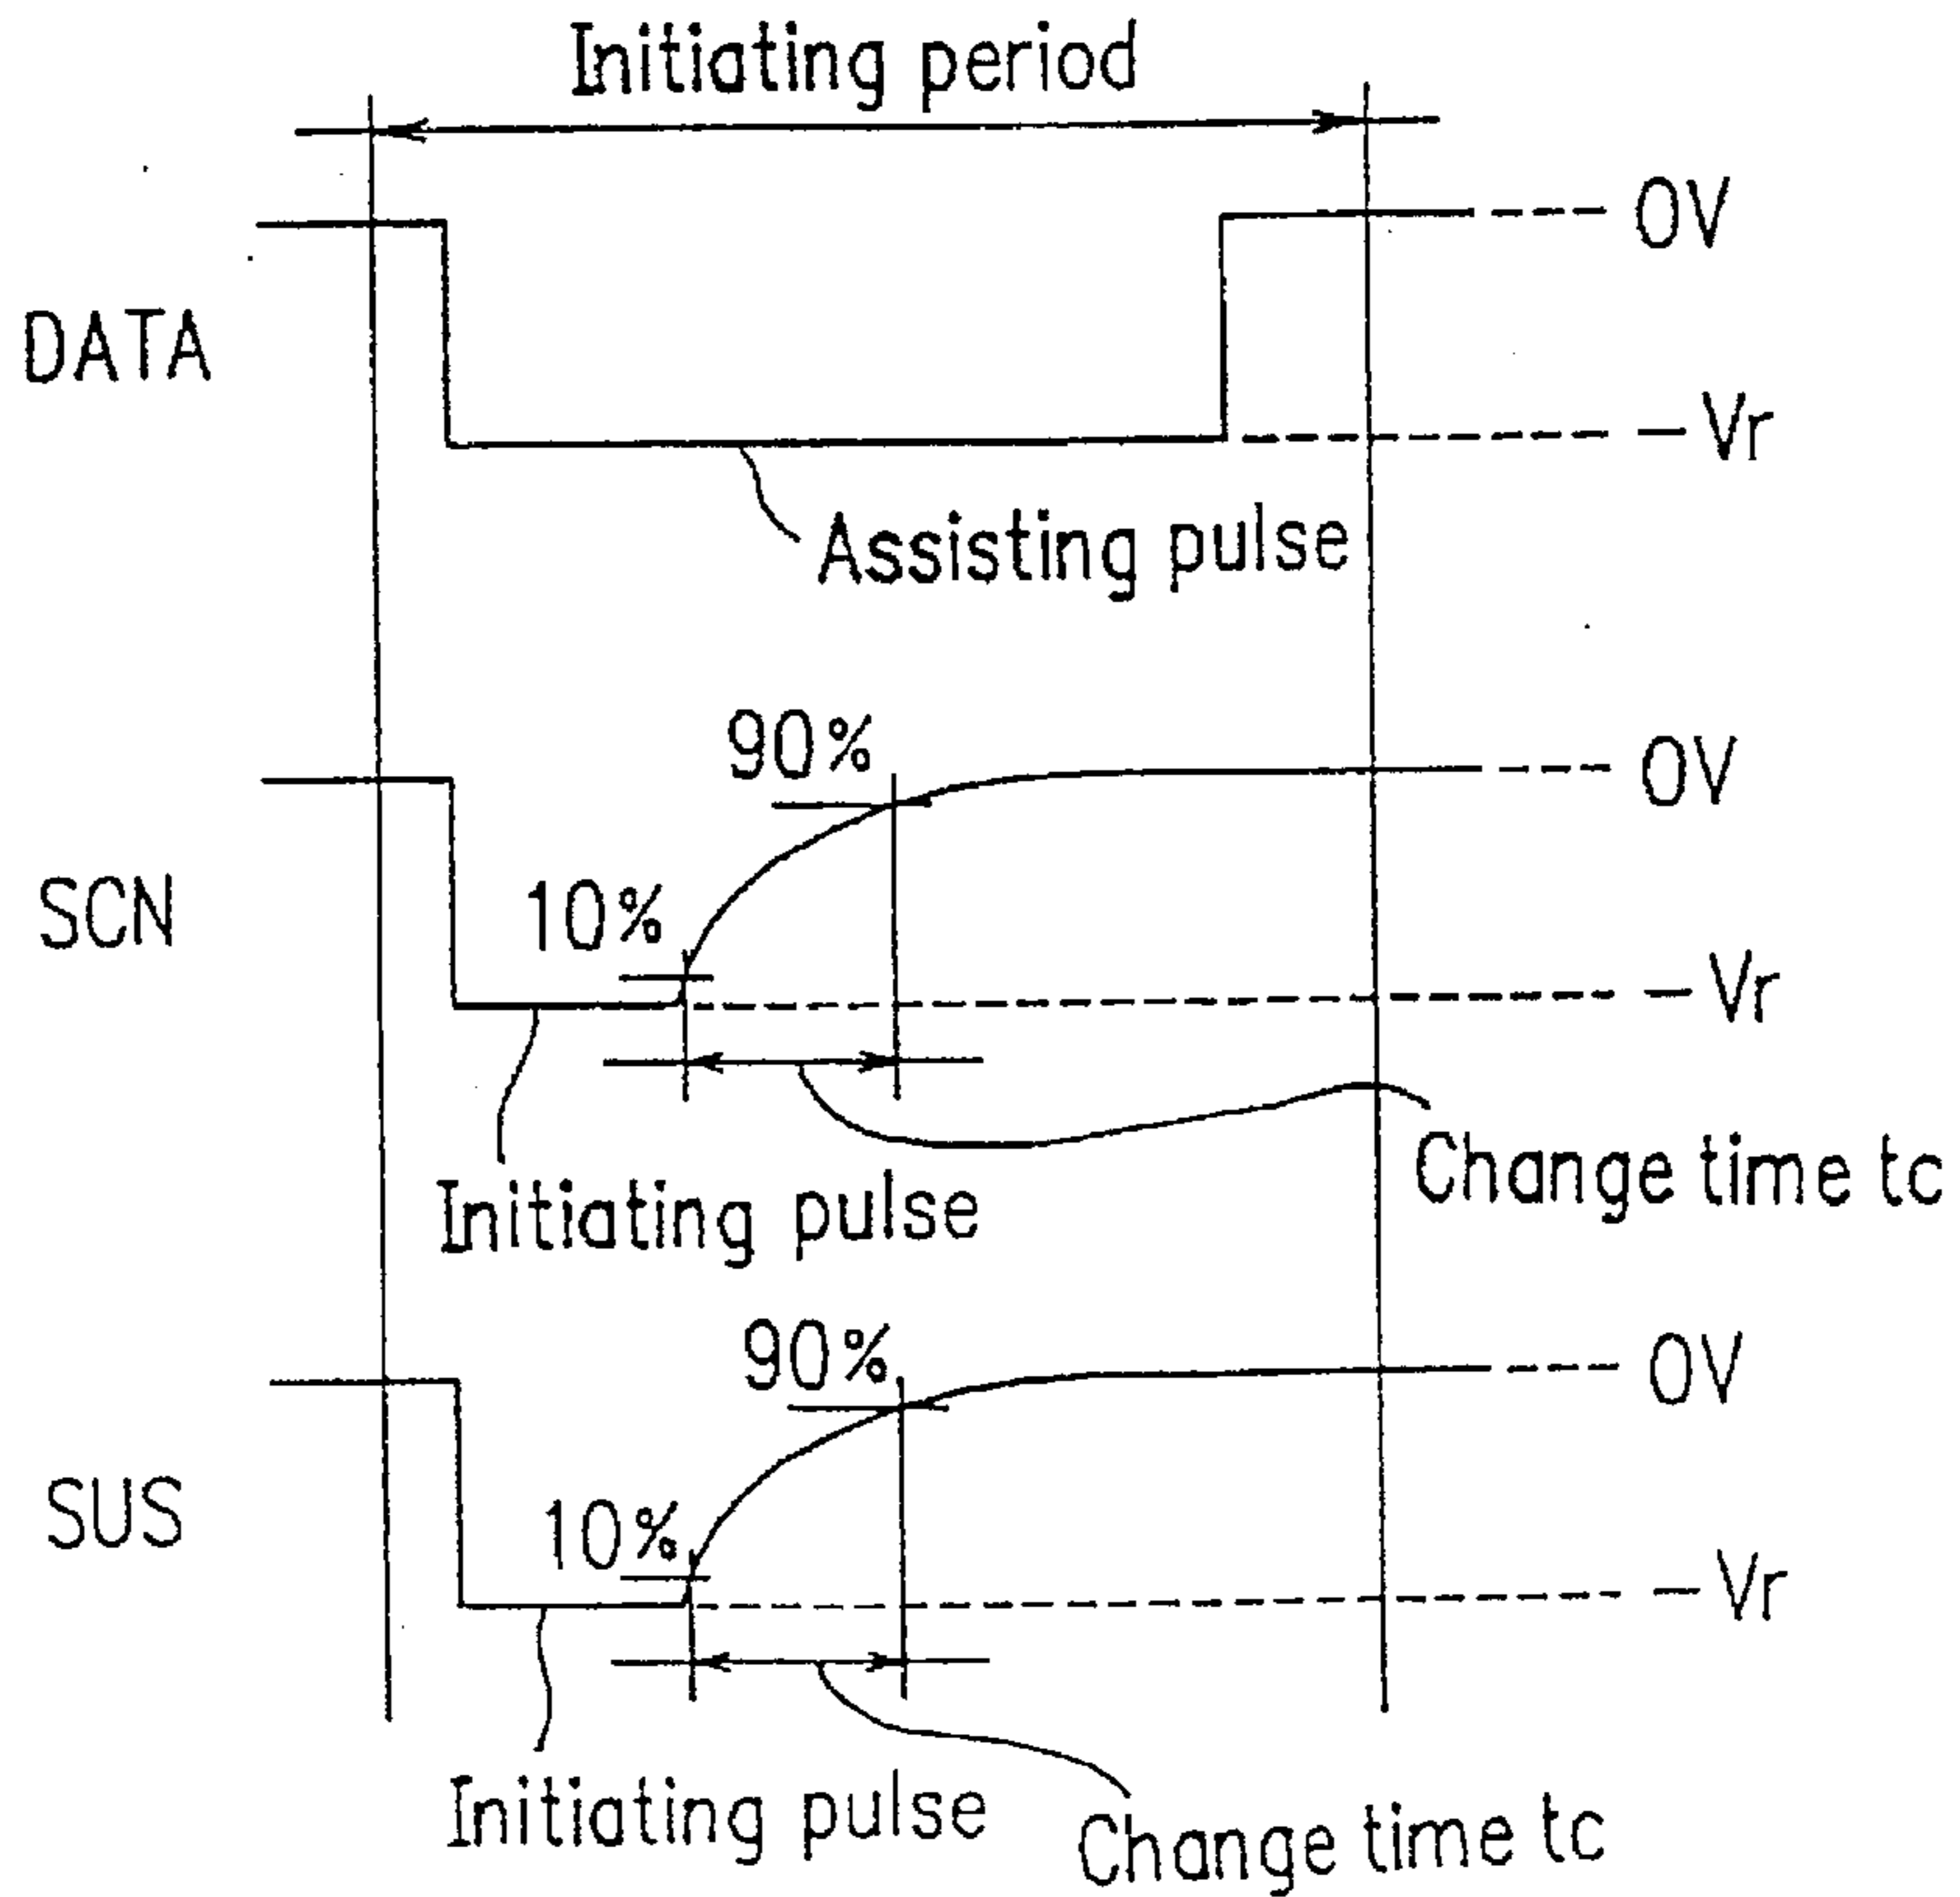 Initiating period
0V
DATA
-Vr
Assisting pulse
90%
0V
10%
SCN
-Vr
Change time tc
Initiating pulse
90%
0V
10%
SUS
-Vr
Initiating pulse
Change time tc